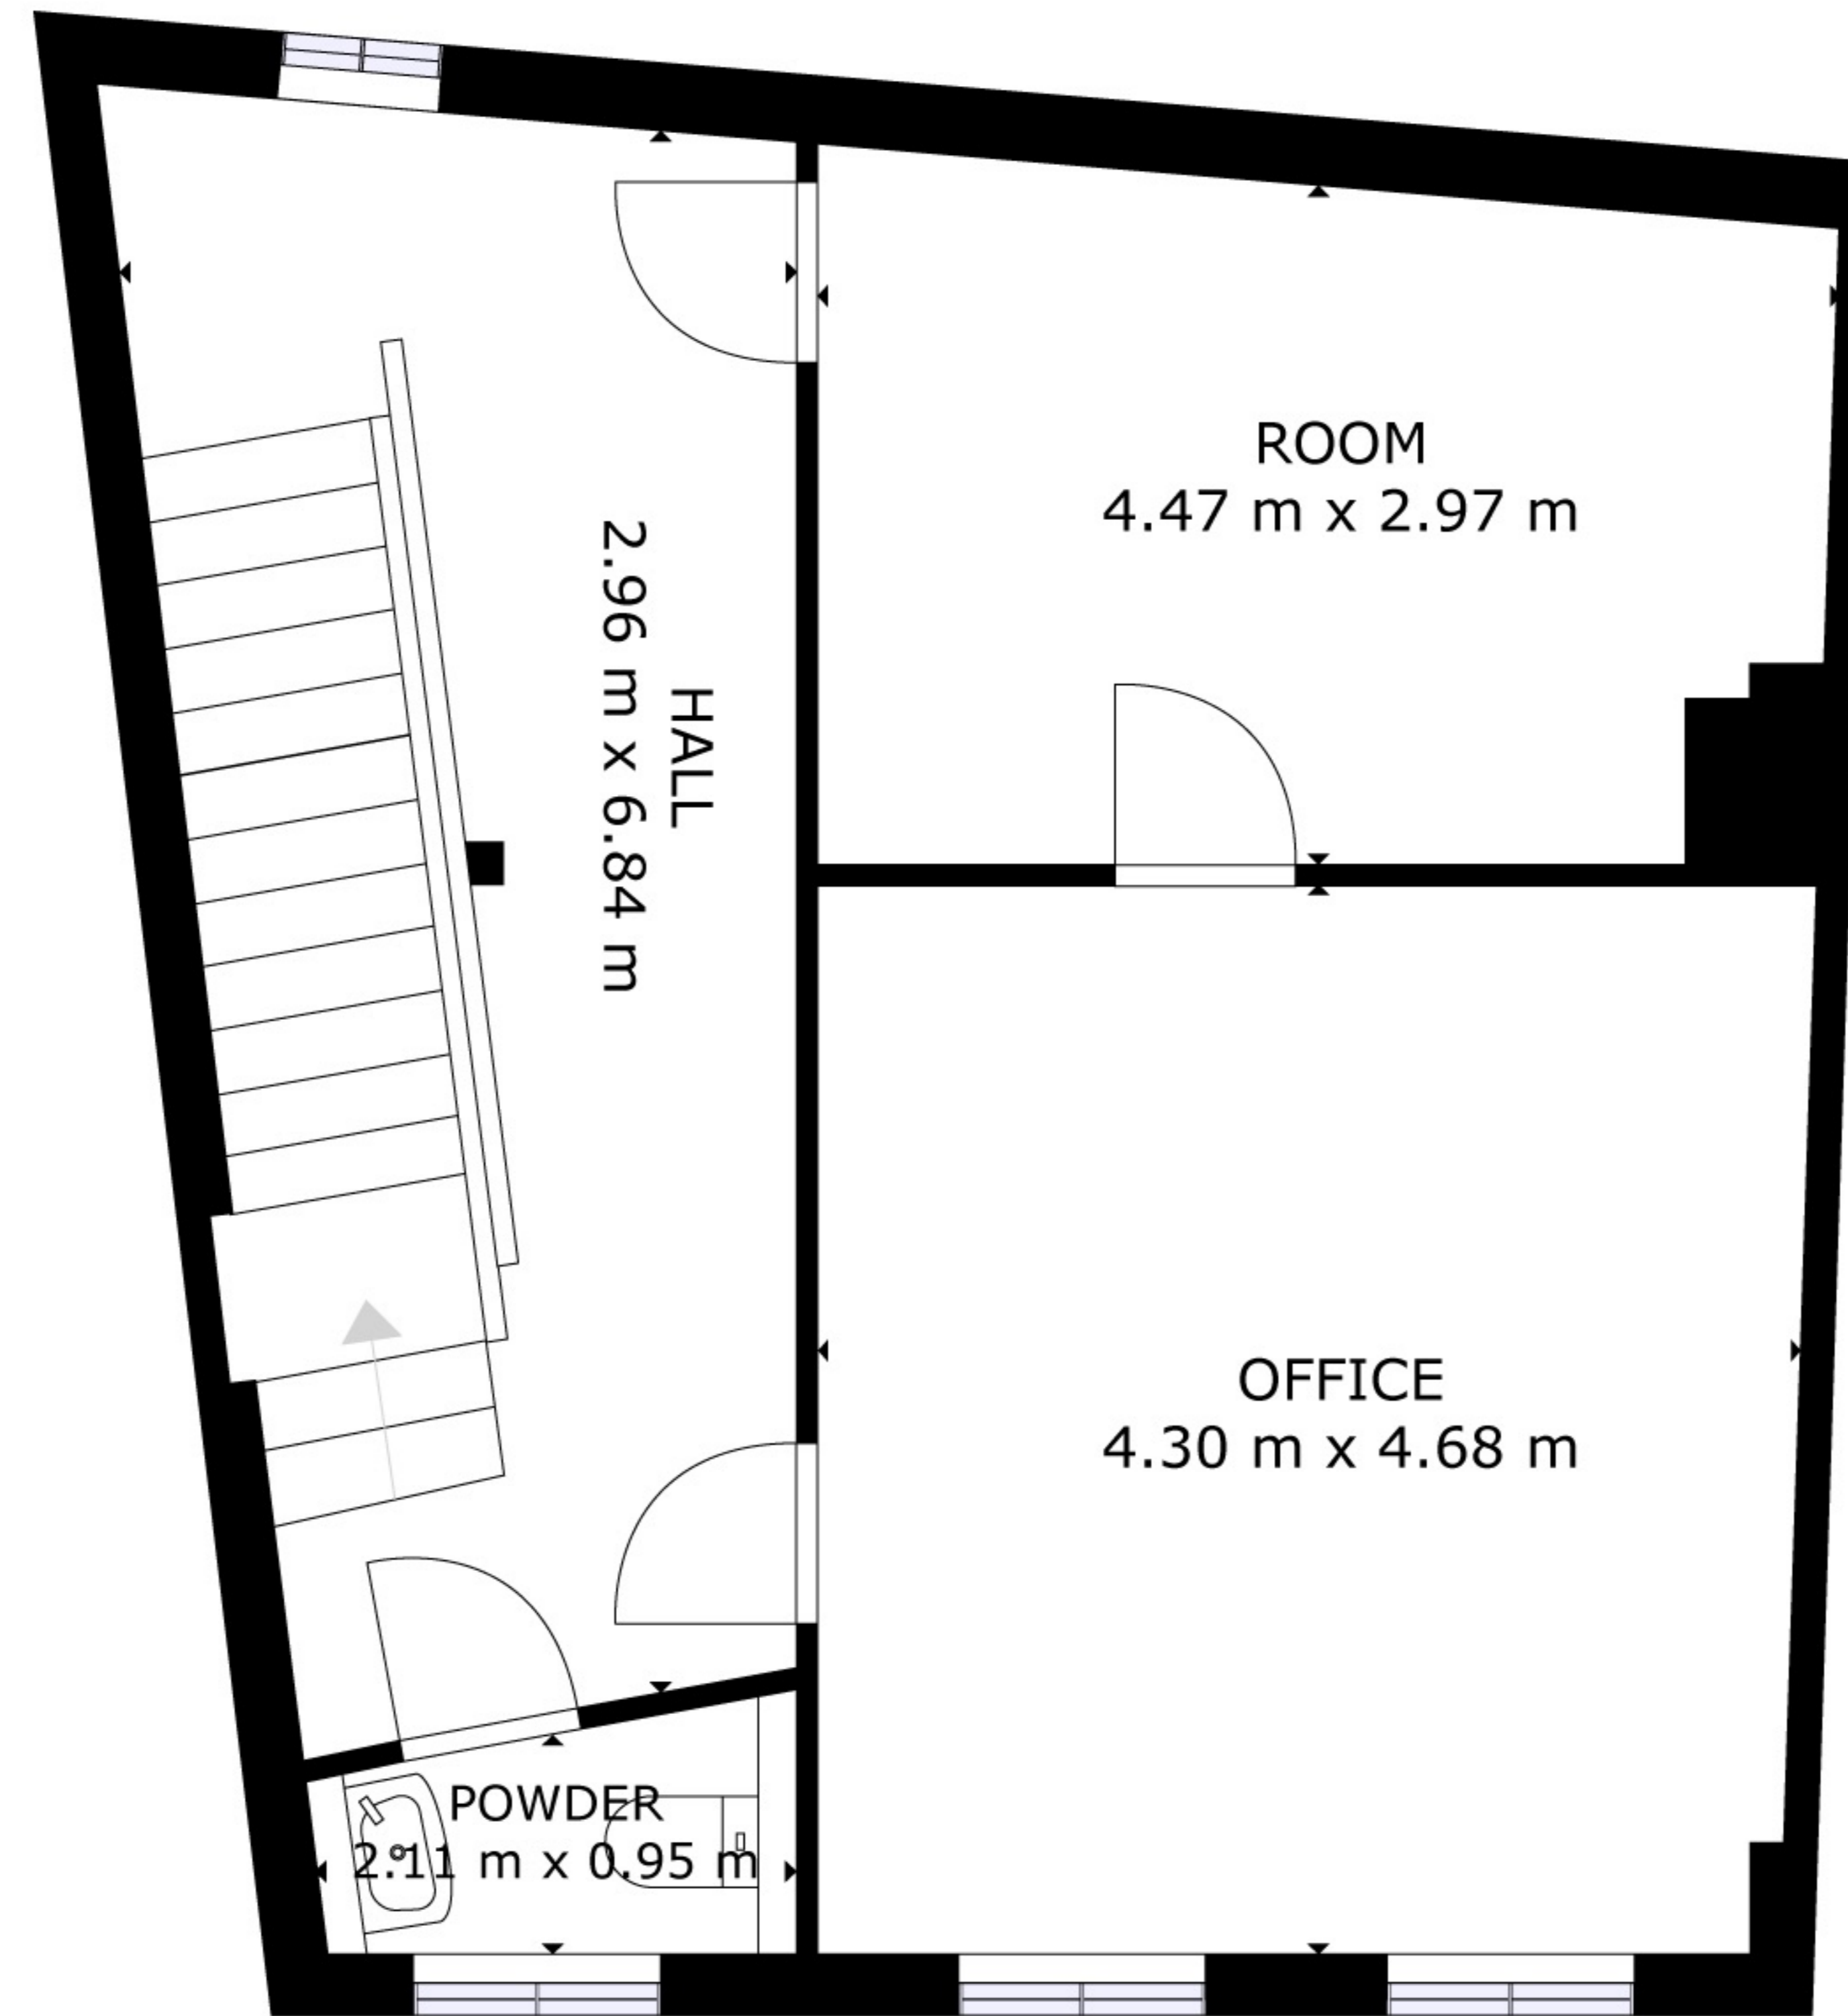 ROOM
4.47 m x 2.97 m
HALL
2.96 m x 6.84 m
OFFICE
4.30 m x 4.68 m
POWDER
2.11 m x 0.95 m